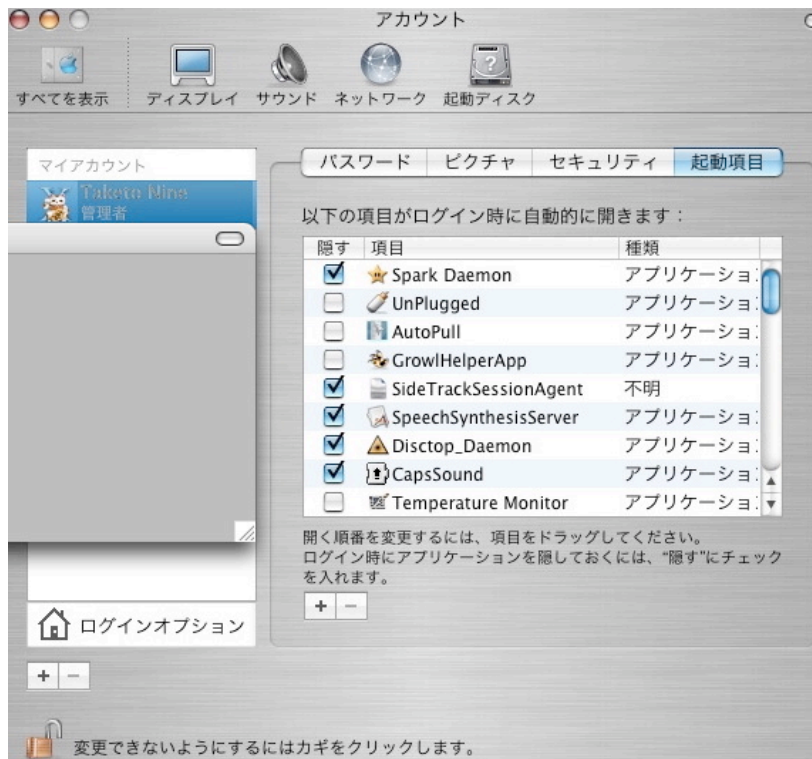 アカウント
すべてを表示 ディスプレイ サウンド ネットワーク 起動ディスク
マイアカウント
Taketo Nine
管理者
ログインオプション
パスワード ピクチャ セキュリティ 起動項目
以下の項目がログイン時に自動的に開きます：
隠す 項目 種類
Spark Daemon アプリケーション
UnPlugged アプリケーション
AutoPull アプリケーション
GrowlHelperApp アプリケーション
SideTrackSessionAgent 不明
SpeechSynthesisServer アプリケーション
Disctop_Daemon アプリケーション
CapsSound アプリケーション
Temperature Monitor アプリケーション
開く順番を変更するには、項目をドラッグしてください。
ログイン時にアプリケーションを隠しておくには、“隠す”にチェック
を入れます。
変更できないようにするにはカギをクリックします。